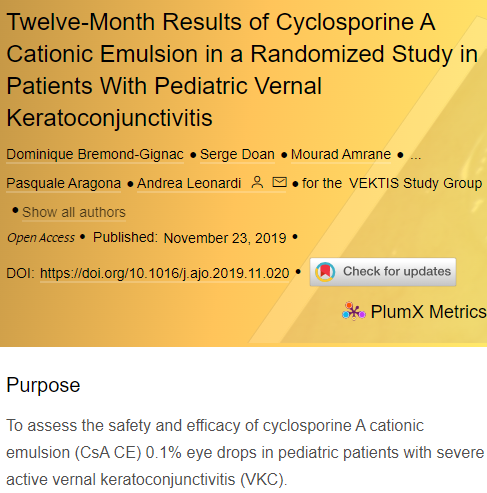 Twelve-Month Results of Cyclosporine A
Cationic Emulsion in a Randomized Study in
Patients With Pediatric Vernal
Keratoconjunctivitis
Dominique Bremond-Gignac • Serge Doan • Mourad Amrane • ...
Pasquale Aragona • Andrea Leonardi • for the VEKTIS Study Group
• Show all authors
Open Access • Published: November 23, 2019 •
DOI: https://doi.org/10.1016/j.ajo.2019.11.020 • Check for updates
PlumX Metrics
Purpose
To assess the safety and efficacy of cyclosporine A cationic
emulsion (CsA CE) 0.1% eye drops in pediatric patients with severe
active vernal keratoconjunctivitis (VKC).